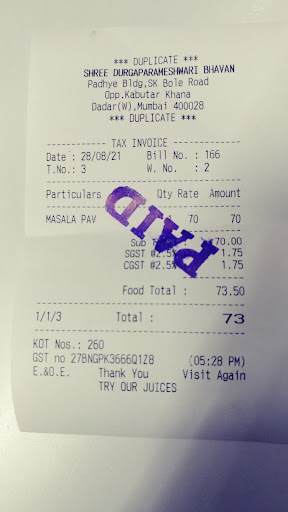 *** DUPLICATE ***
SHREE DURGAPARAMESHWARI BHAVAN
Padhye Bldg,SK Bole Road
Opp.Kabutar Khana
Dadar(W),Mumbai 400028
*** DUPLICATE ***
TAX INVOICE
Date : 28/08/21 Bill No. : 166
T.No.: 3 W. No. : 2
Particulars Qty Rate Amount
MASALA PAV 70 70
PAID
Sub 70.00
SGST @2.5% 1.75
CGST @2.5% 1.75
Food Total : 73.50
1/1/3 Total : 73
KOT Nos.: 260
GST no 27BNGPK3666Q1Z8 (05:28 PM)
E.&O.E. Thank You Visit Again
TRY OUR JUICES